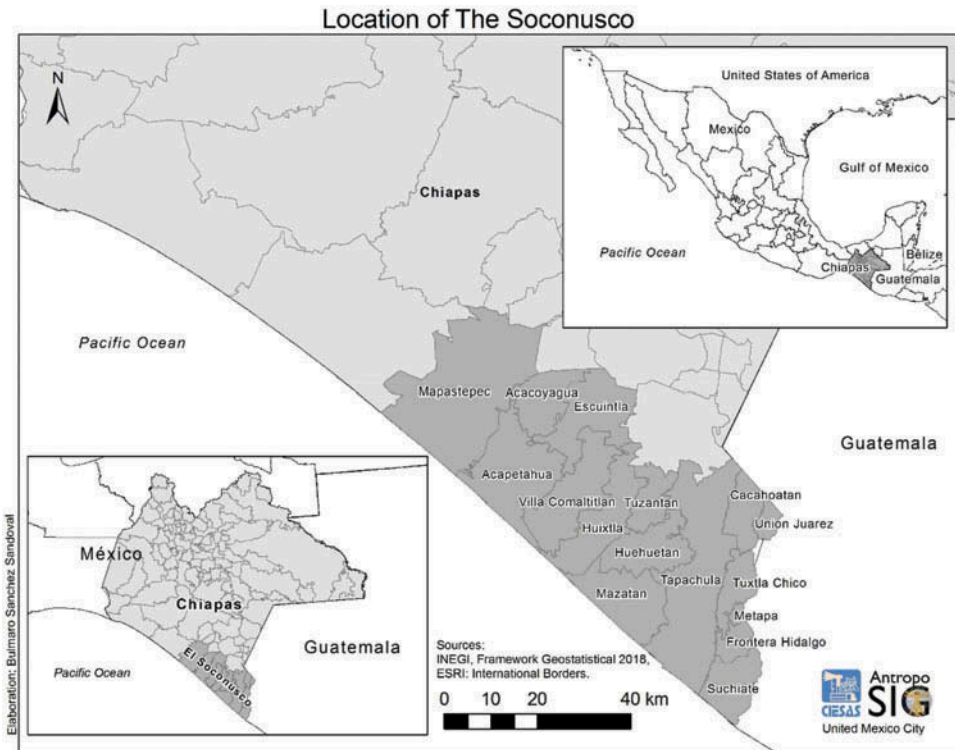 Location of The Soconusco
N
Chiapas
Pacific Ocean
United States of America
Mexico
Gulf of Mexico
Pacific Ocean
Belize
Chiapas
Guatemala
Mapastepec
Acacoyagua
Escuintla
Guatemala
Acapetahua
Villa Comaltitlan
Tuzantan
Cacahoatan
Huixtla
Union Juarez
Huehuetan
Mazatan
Tapachula
Tuxtla Chico
Metapa
Frontera Hidalgo
Suchiate
México
Chiapas
Guatemala
El Soconusco
Pacific Ocean
Elaboration: Bulmaro Sanchez Sandoval
Sources:
INEGI, Framework Geostatistical 2018,
ESRI: International Borders.
20 10 0 20 40 km
CIESAS
Antropo
SIG
United Mexico City